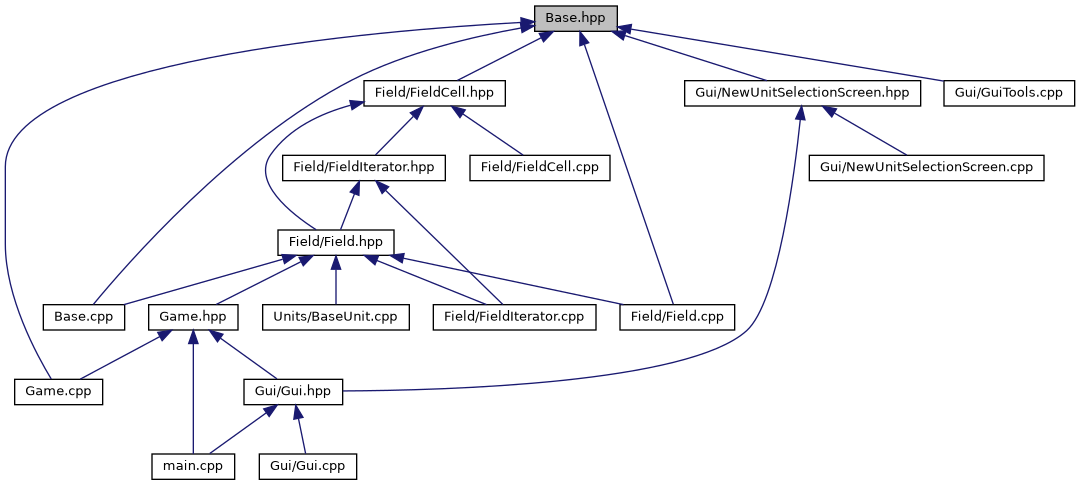 Base.hpp
Field/FieldCell.hpp
Gui/NewUnitSelectionScreen.hpp
Gui/GuiTools.cpp
Field/FieldIterator.hpp
Field/FieldCell.cpp
Gui/NewUnitSelectionScreen.cpp
Field/Field.hpp
Base.cpp
Game.hpp
Units/BaseUnit.cpp
Field/FieldIterator.cpp
Field/Field.cpp
Game.cpp
Gui/Gui.hpp
main.cpp
Gui/Gui.cpp